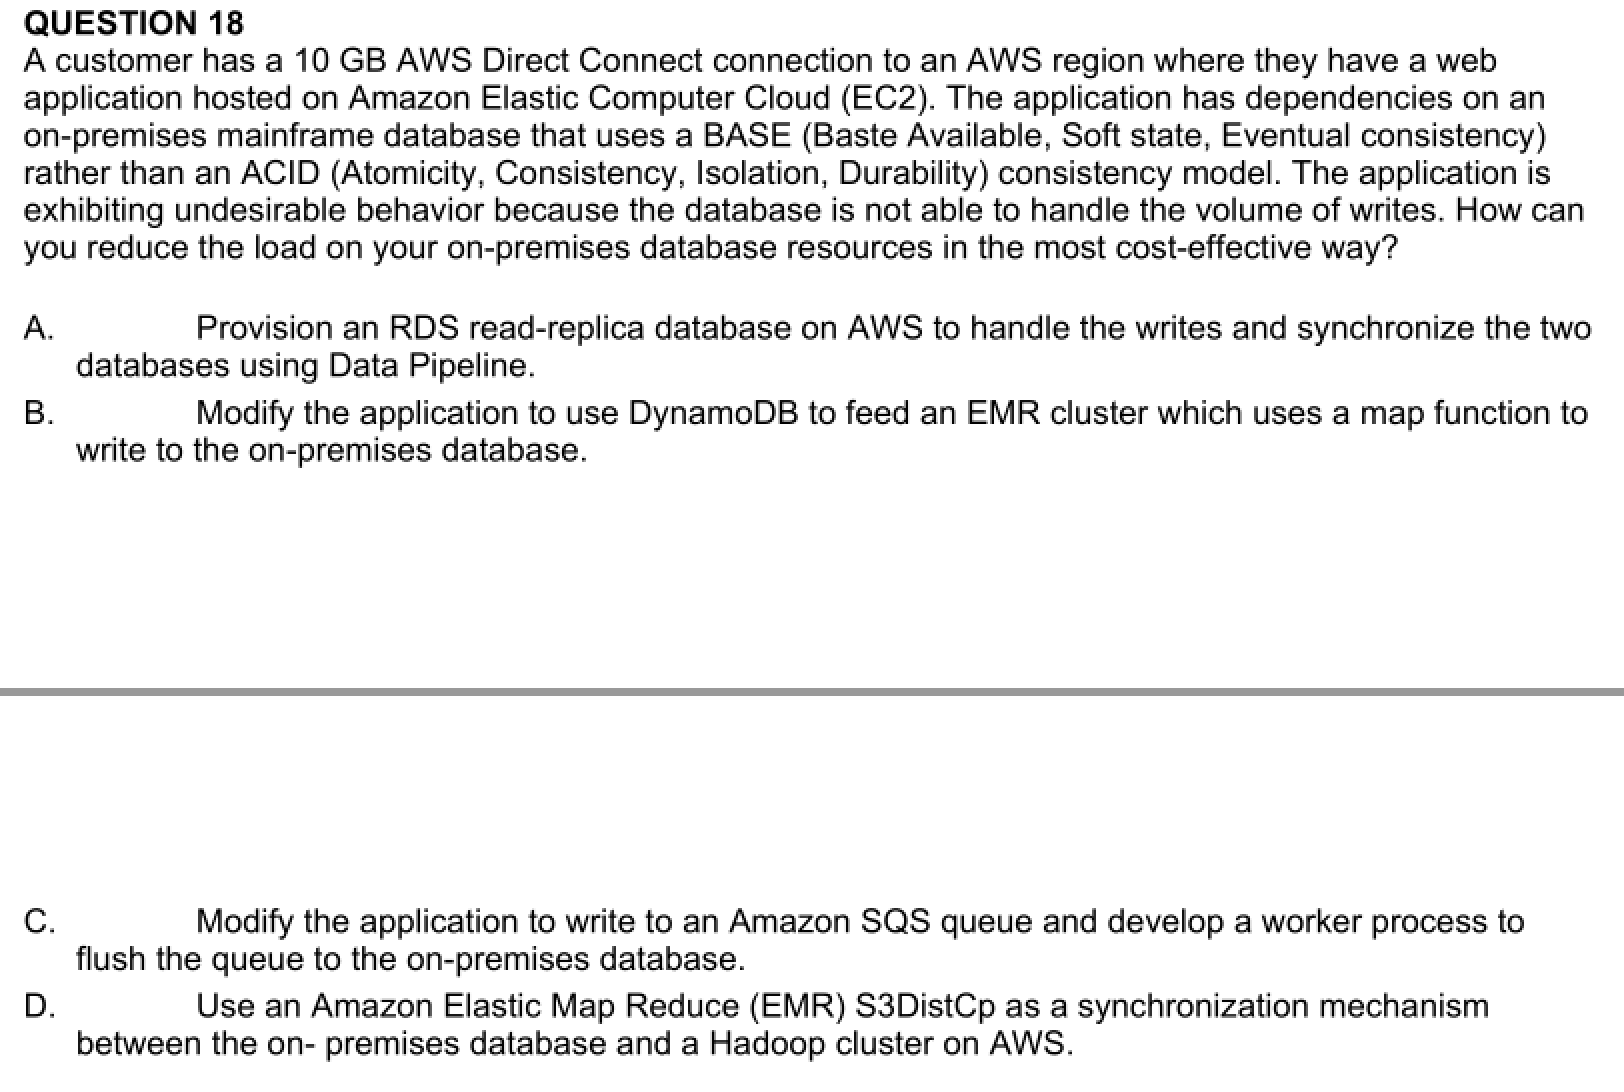 QUESTION 18
A customer has a 10 GB AWS Direct Connect connection to an AWS region where they have a web
application hosted on Amazon Elastic Computer Cloud (EC2). The application has dependencies on an
on-premises mainframe database that uses a BASE (Baste Available, Soft state, Eventual consistency)
rather than an ACID (Atomicity, Consistency, Isolation, Durability) consistency model. The application is
exhibiting undesirable behavior because the database is not able to handle the volume of writes. How can
you reduce the load on your on-premises database resources in the most cost-effective way?
A. Provision an RDS read-replica database on AWS to handle the writes and synchronize the two
databases using Data Pipeline.
B. Modify the application to use DynamoDB to feed an EMR cluster which uses a map function to
write to the on-premises database.
C. Modify the application to write to an Amazon SQS queue and develop a worker process to
flush the queue to the on-premises database.
D. Use an Amazon Elastic Map Reduce (EMR) S3DistCp as a synchronization mechanism
between the on- premises database and a Hadoop cluster on AWS.